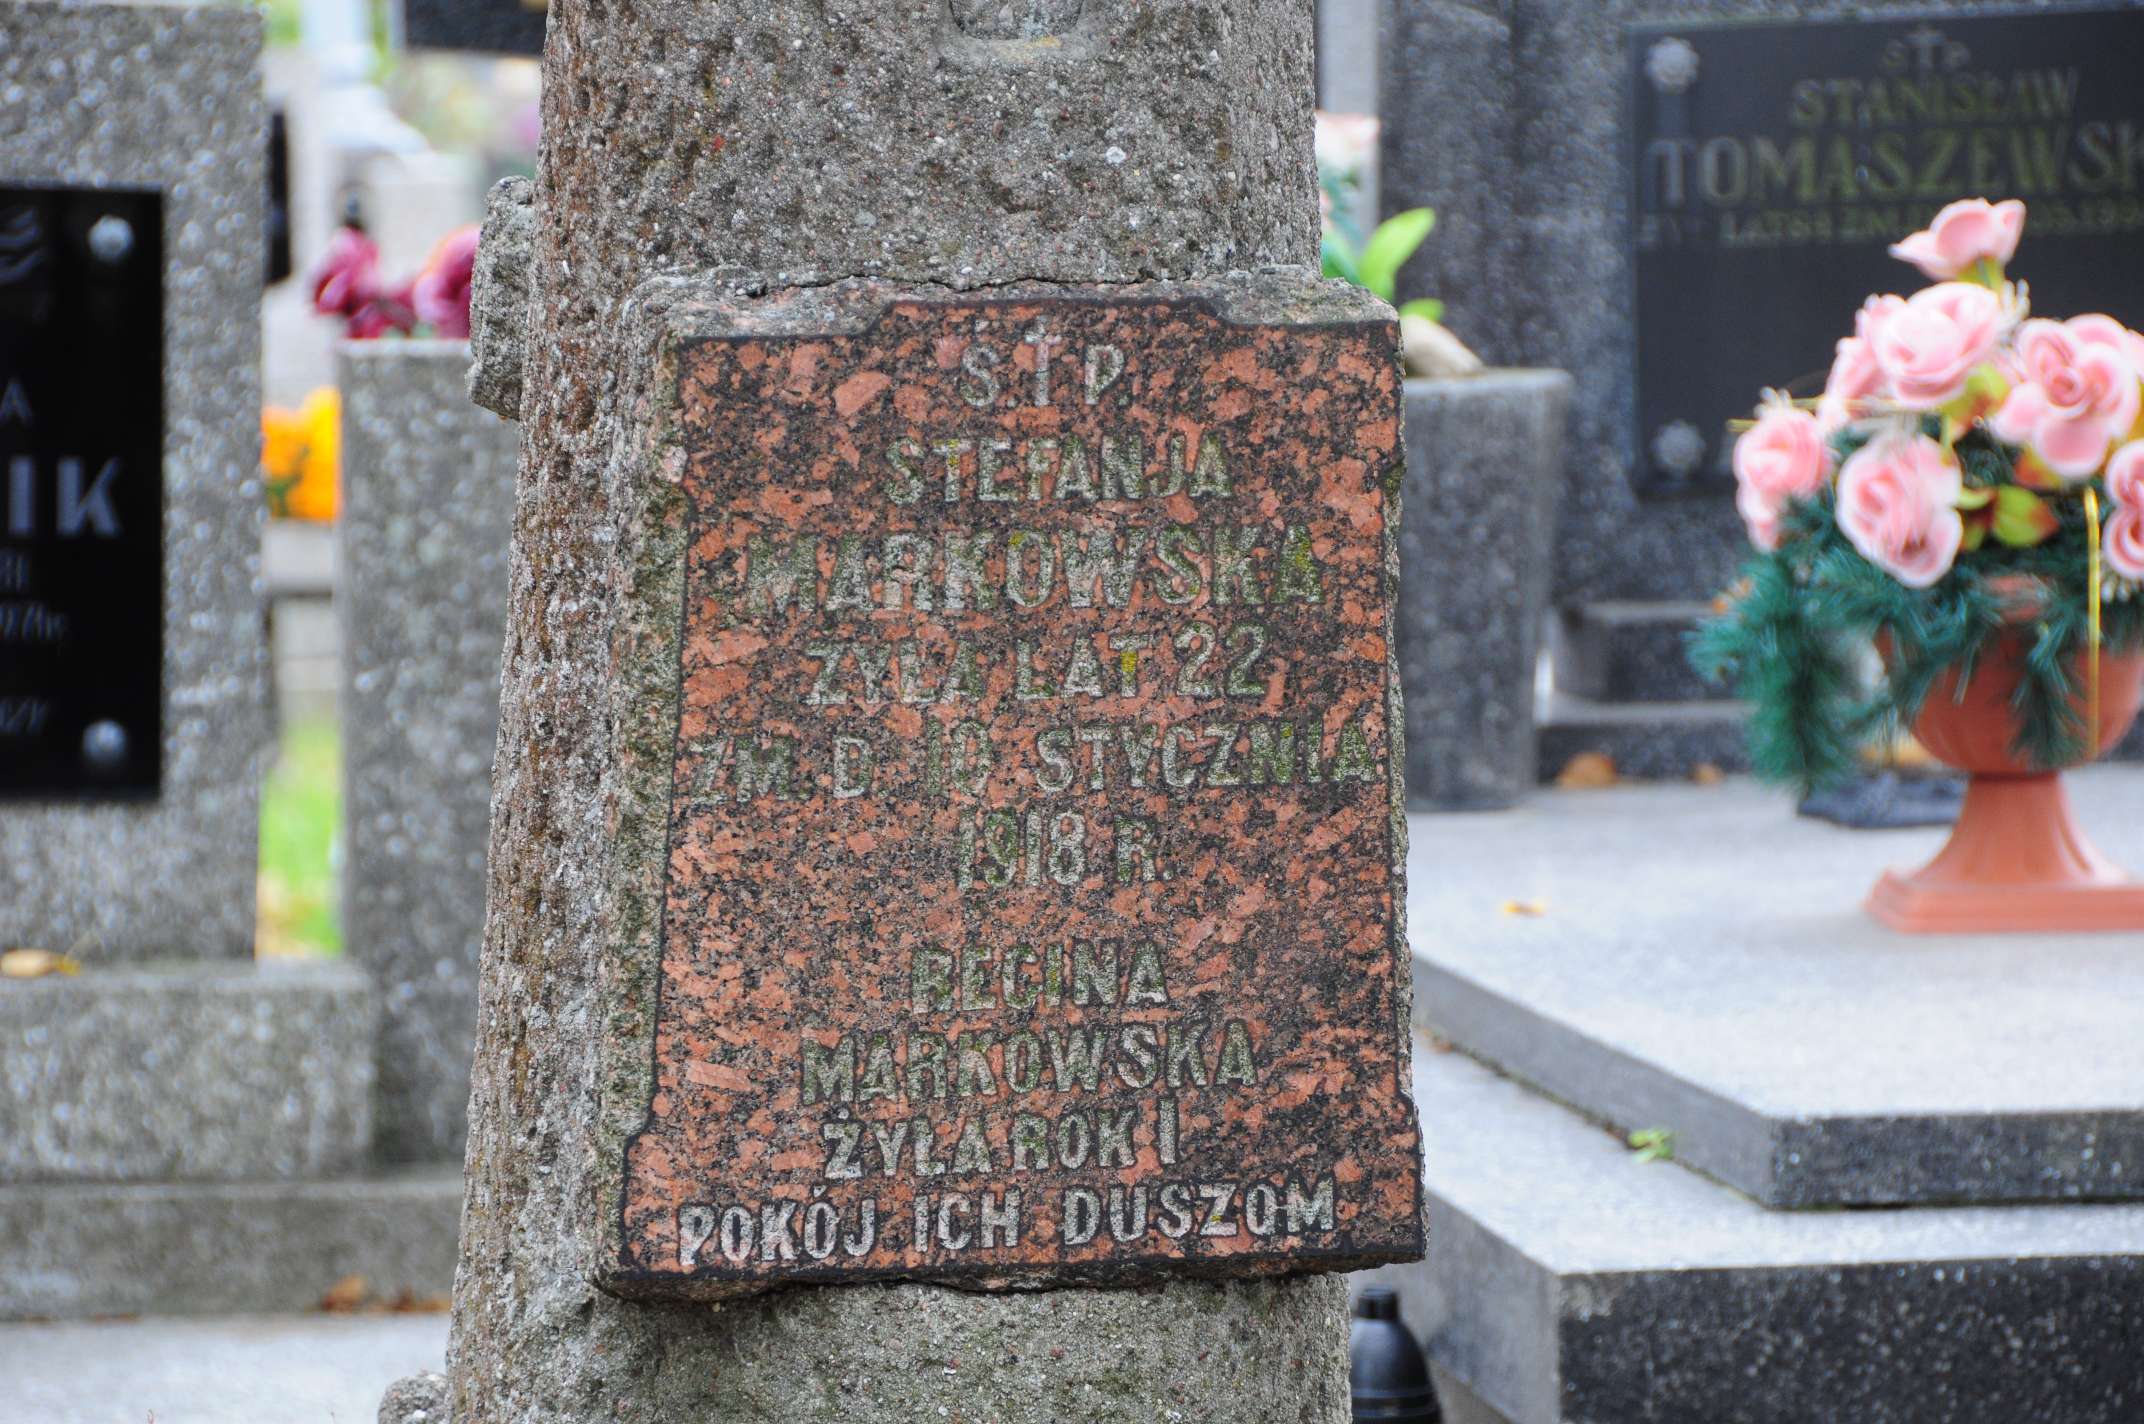 Ś.†P.
STEFANJA
MARKOWSKA
ŻYŁA LAT 22
ZM. D. 10 STYCZNIA
1918 R.
REGINA
MARKOWSKA
ŻYŁA ROK 1
POKÓJ ICH DUSZOM
Ś†P
STANISŁAW
TOMASZEWSK
A
IK